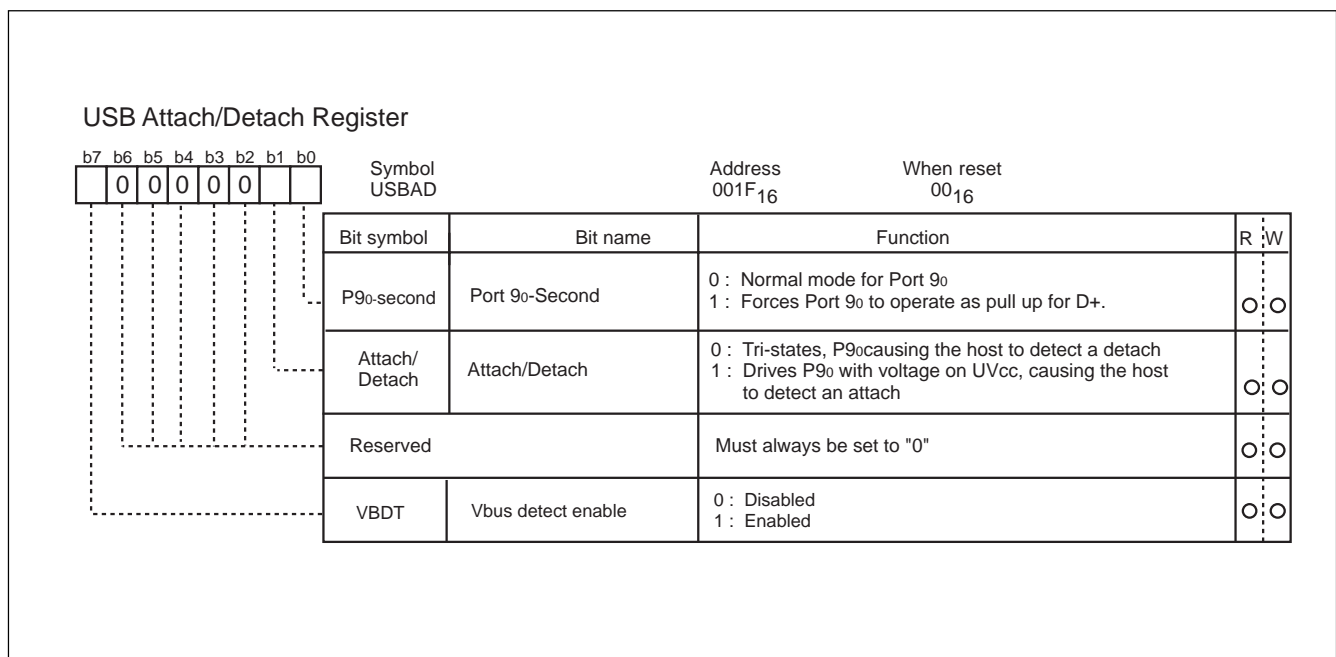 USB Attach/Detach Register
b7 b6 b5 b4 b3 b2 b1 b0
0 0 0 0 0
Symbol Address When reset
USBAD 001F16 0016
Bit symbol Bit name Function R W
P90-second Port 90-Second 0 : Normal mode for Port 90
1 : Forces Port 90 to operate as pull up for D+.
Attach/
Detach
Attach/Detach
0 : Tri-states, P90causing the host to detect a detach
1 : Drives P90 with voltage on UVcc, causing the host
to detect an attach
Reserved Must always be set to "0"
VBDT Vbus detect enable 0 : Disabled
1 : Enabled